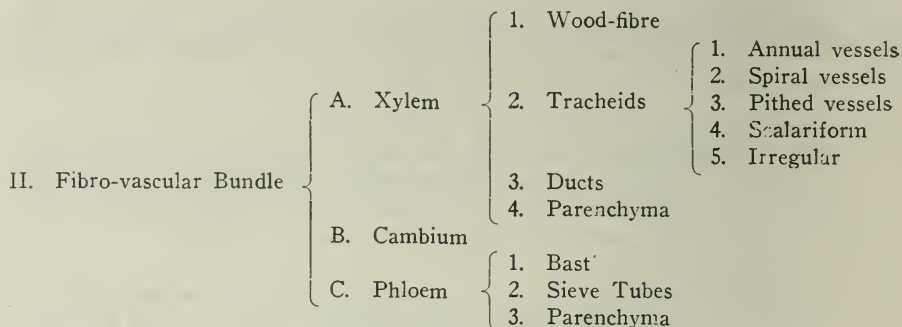 1. Wood-fibre
1. Annual vessels
2. Spiral vessels
A. Xylem
2. Tracheids
3. Pithed vessels
4. Scalariform
5. Irregular
II. Fibro-vascular Bundle
3. Ducts
4. Parenchyma
B. Cambium
1. Bast
C. Phloem
2. Sieve Tubes
3. Parenchyma